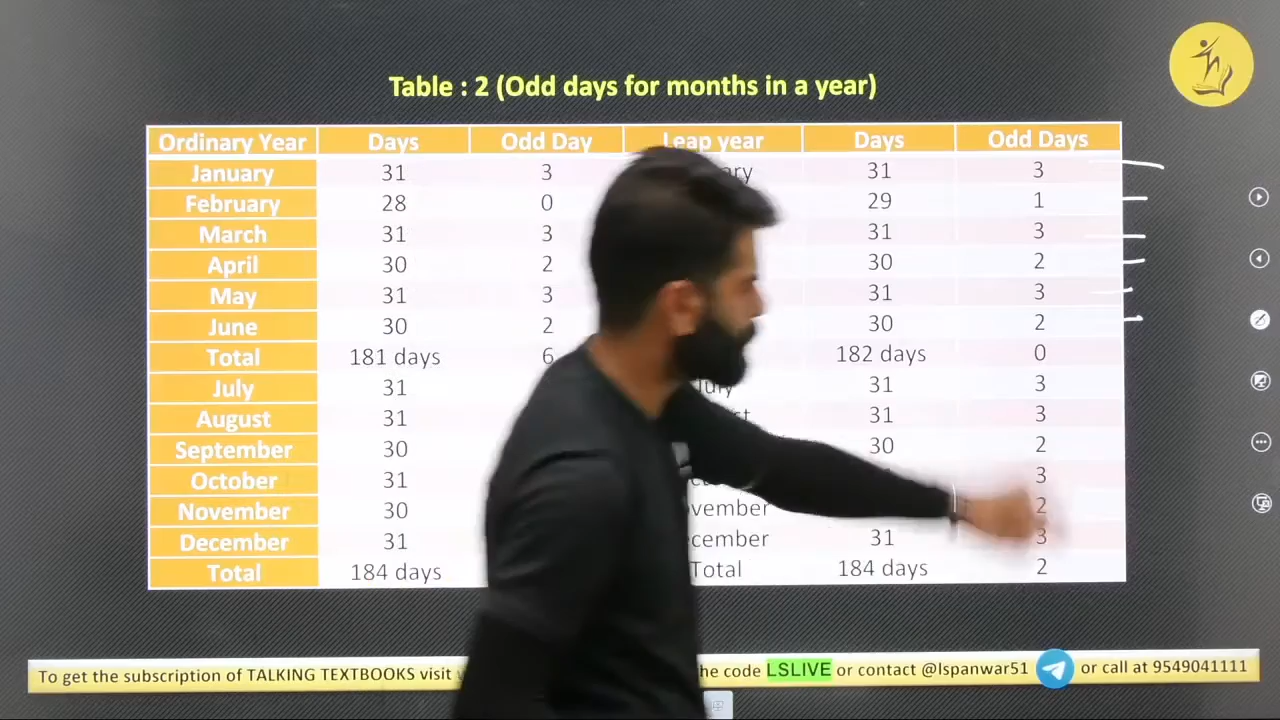 Table : 2 (Odd days for months in a year)
Ordinary Year Days Odd Day Leap year Days Odd Days
January 31 3 31 3
February 28 0 29 1
March 31 3 31 3
April 30 2 30 2
May 31 3 31 3
June 30 2 30 2
Total 181 days 6 182 days 0
July 31 July 31 3
August 31 31 3
September 30 30 2
October 31 3
November 30 2
December 31 31 3
Total 184 days Total 184 days 2
To get the subscription of TALKING TEXTBOOKS visit the code LSLIVE or contact @lspanwar51 or call at 9549041111